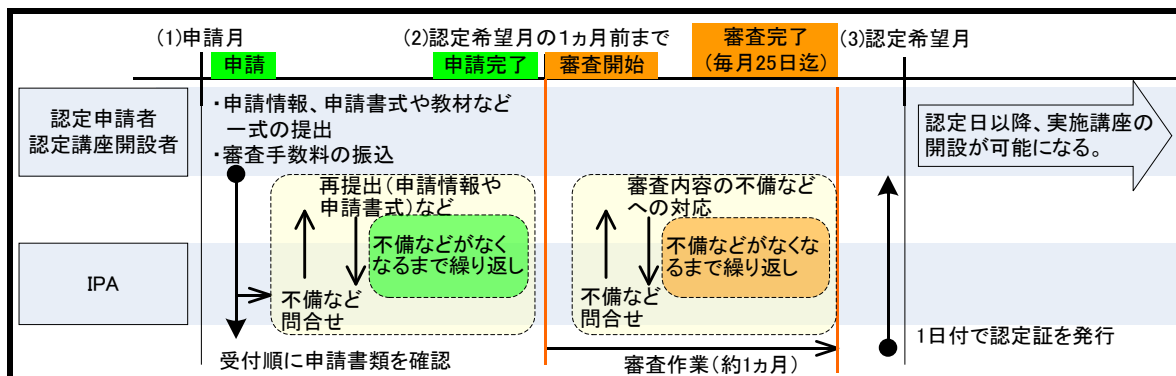 (1)申請月
(2)認定希望月の1ヵ月前まで
(3)認定希望月
申請
申請完了
審査開始
審査完了
(毎月25日迄)
認定申請者
認定講座開設者
・申請情報、申請書式や教材など
一式の提出
・審査手数料の振込
認定日以降、実施講座の
開設が可能になる。
再提出(申請情報や
申請書式)など
不備などがなく
なるまで繰り返し
不備など
問合せ
審査内容の不備など
への対応
不備などがなくな
るまで繰り返し
不備など
問合せ
IPA
受付順に申請書類を確認
審査作業(約1ヵ月)
1日付で認定証を発行